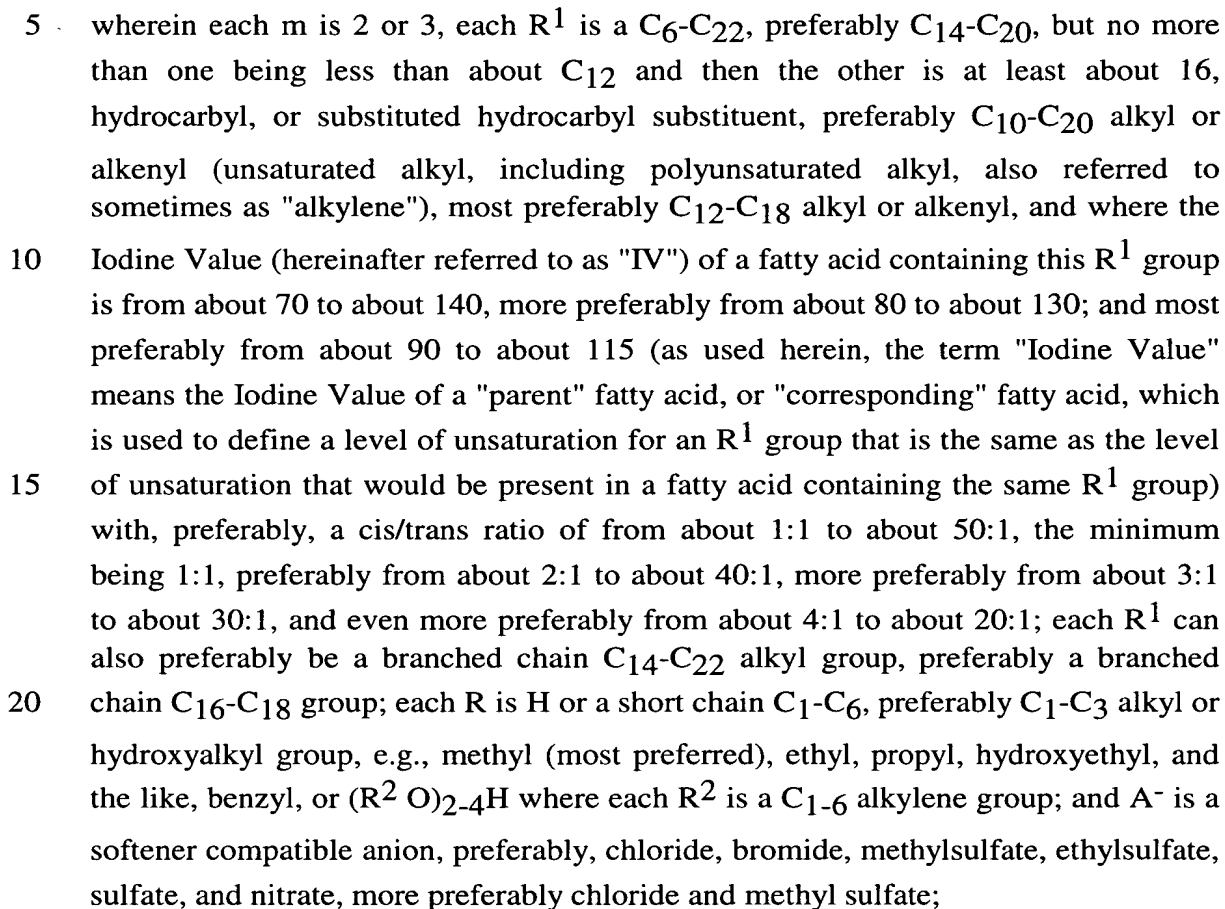 5 wherein each m is 2 or 3, each R¹ is a C₆-C₂₂, preferably C₁₄-C₂₀, but no more
than one being less than about C₁₂ and then the other is at least about 16,
hydrocarbyl, or substituted hydrocarbyl substituent, preferably C₁₀-C₂₀ alkyl or
alkenyl (unsaturated alkyl, including polyunsaturated alkyl, also referred to
sometimes as "alkylene"), most preferably C₁₂-C₁₈ alkyl or alkenyl, and where the
10 Iodine Value (hereinafter referred to as "IV") of a fatty acid containing this R¹ group
is from about 70 to about 140, more preferably from about 80 to about 130; and most
preferably from about 90 to about 115 (as used herein, the term "Iodine Value"
means the Iodine Value of a "parent" fatty acid, or "corresponding" fatty acid, which
is used to define a level of unsaturation for an R¹ group that is the same as the level
15 of unsaturation that would be present in a fatty acid containing the same R¹ group)
with, preferably, a cis/trans ratio of from about 1:1 to about 50:1, the minimum
being 1:1, preferably from about 2:1 to about 40:1, more preferably from about 3:1
to about 30:1, and even more preferably from about 4:1 to about 20:1; each R¹ can
also preferably be a branched chain C₁₄-C₂₂ alkyl group, preferably a branched
20 chain C₁₆-C₁₈ group; each R is H or a short chain C₁-C₆, preferably C₁-C₃ alkyl or
hydroxyalkyl group, e.g., methyl (most preferred), ethyl, propyl, hydroxyethyl, and
the like, benzyl, or (R² O)₂₋₄H where each R² is a C₁₋₆ alkylene group; and A⁻ is a
softener compatible anion, preferably, chloride, bromide, methylsulfate, ethylsulfate,
sulfate, and nitrate, more preferably chloride and methyl sulfate;